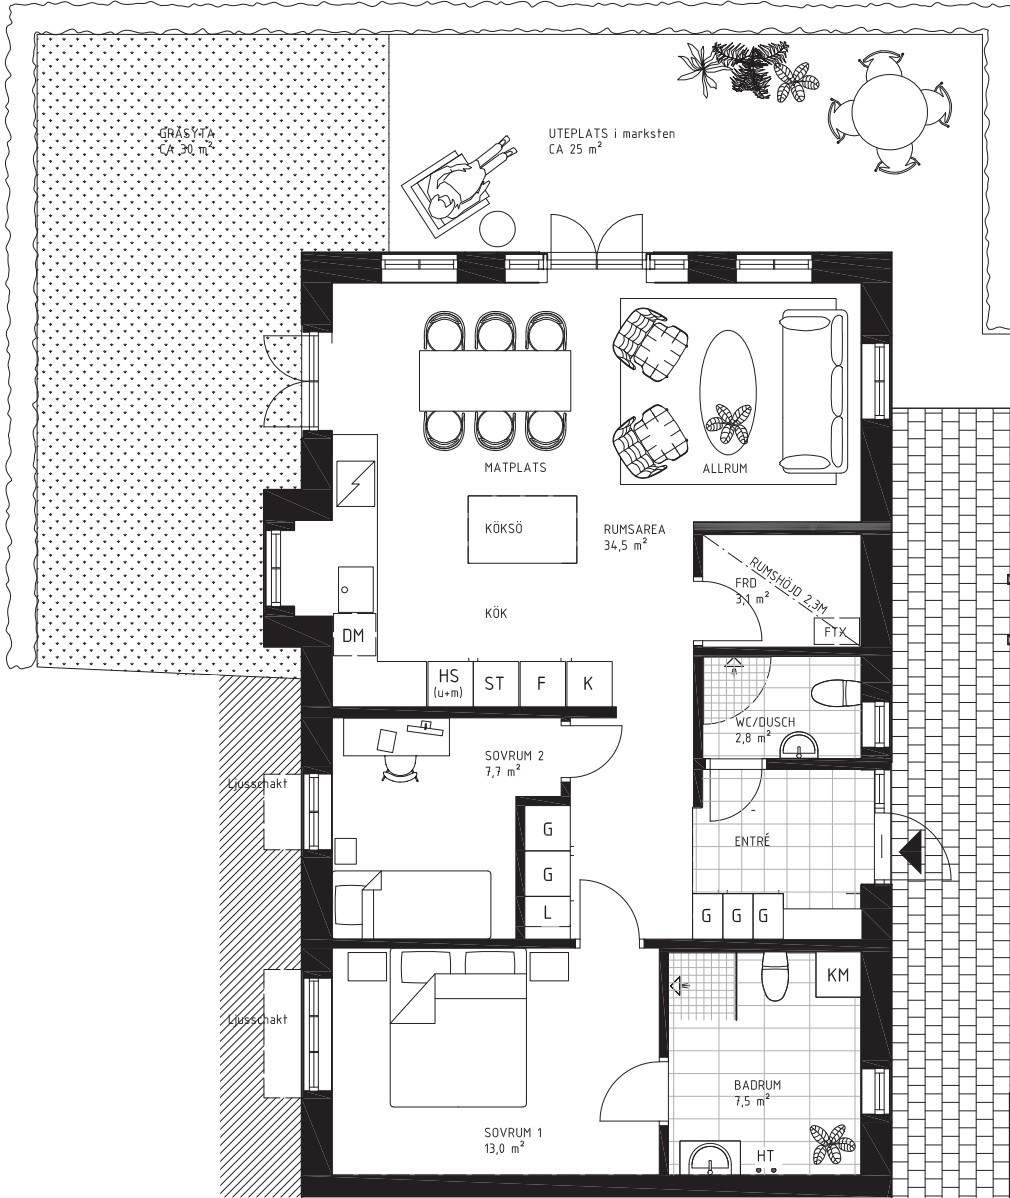 GRÄSYTA
CA 30 m²
UTEPLATS i marksten
CA 25 m²
MATPLATS
ALLRUM
KÖKSÖ
RUMSAREA
34,5 m²
RUMSHÖJD 2,3M
FRD
3,1 m²
FTX
KÖK
DM
HS
(u+m)
ST
F
K
WC/DUSCH
2,8 m²
SOVRUM 2
7,7 m²
Ljusschakt
G
G
L
ENTRÉ
G
G
G
Ljusschakt
KM
BADRUM
7,5 m²
SOVRUM 1
13,0 m²
HT